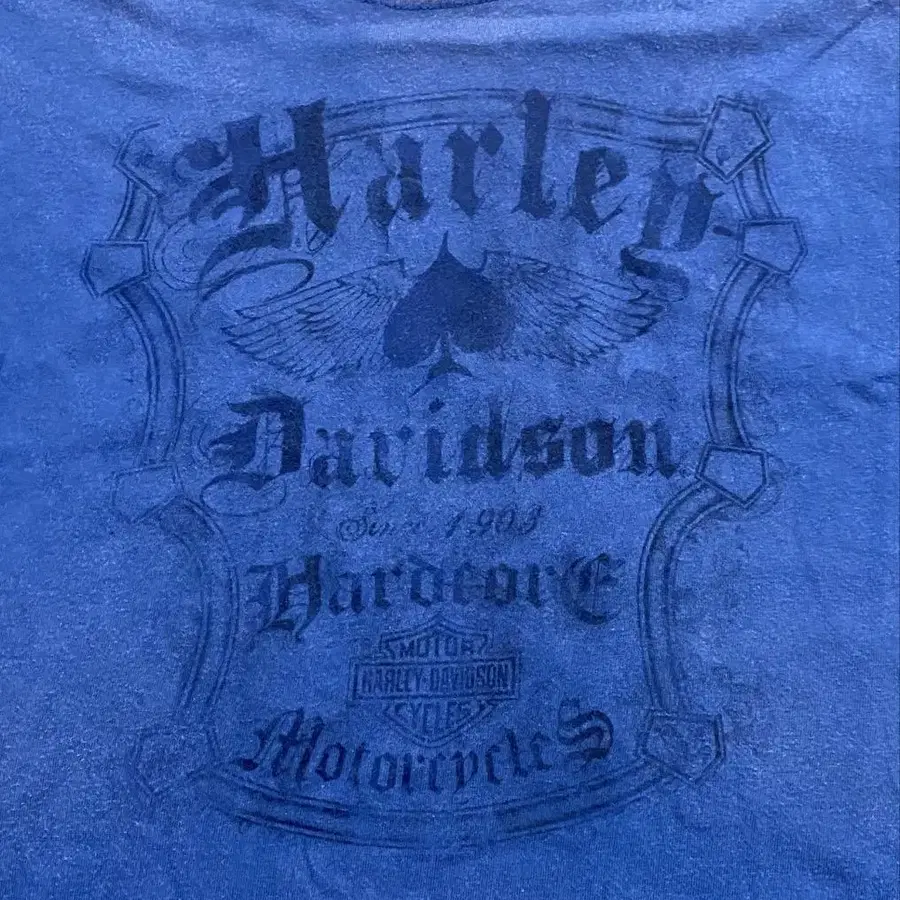 Harley
Davidson
Since 1903
HardcorE
MOTOR
HARLEY-DAVIDSON
CYCLES
MotorcycleS